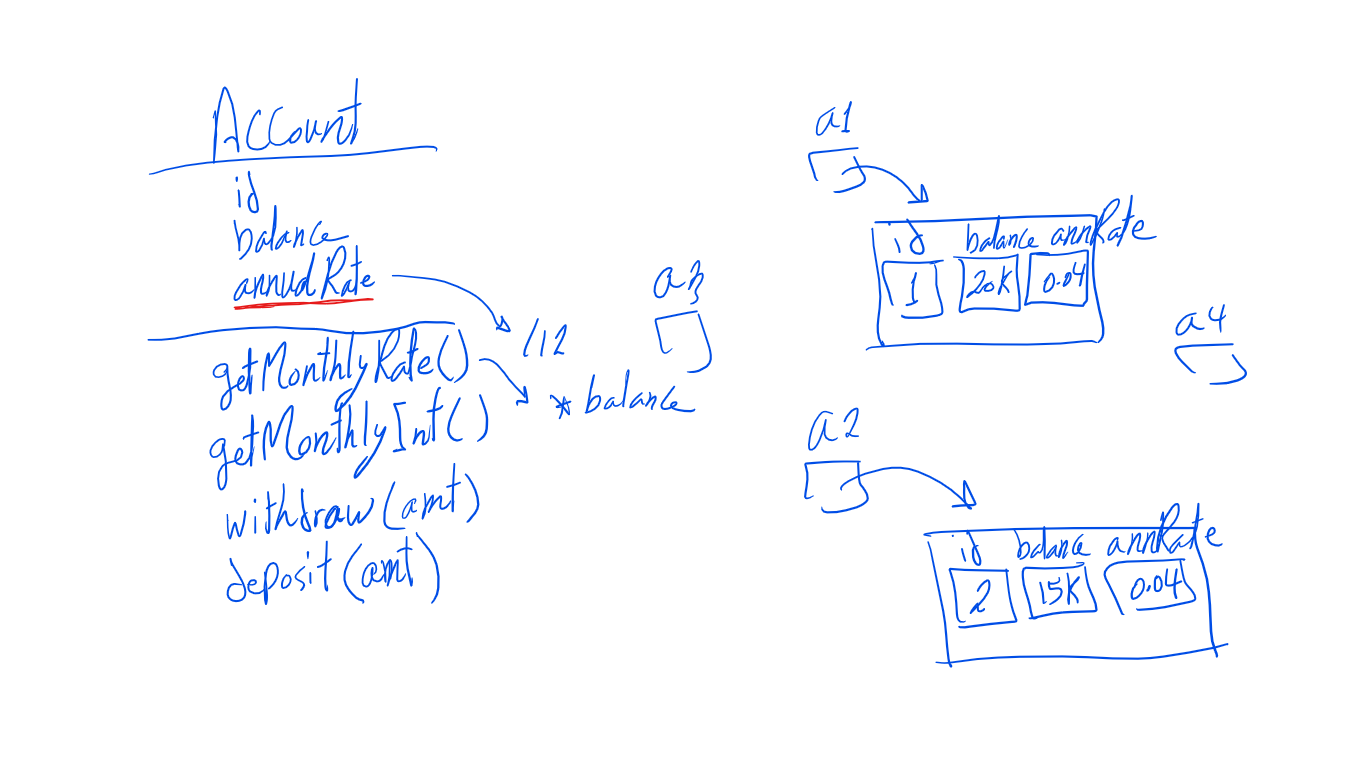 Account
id
balance
annualRate
/12
getMonthlyRate()
* balance
getMonthlyInt()
withdraw(amt)
deposit(amt)
a1
id balance annRate
1 20K 0.04
a3
a4
a2
id balance annRate
2 15K 0.04